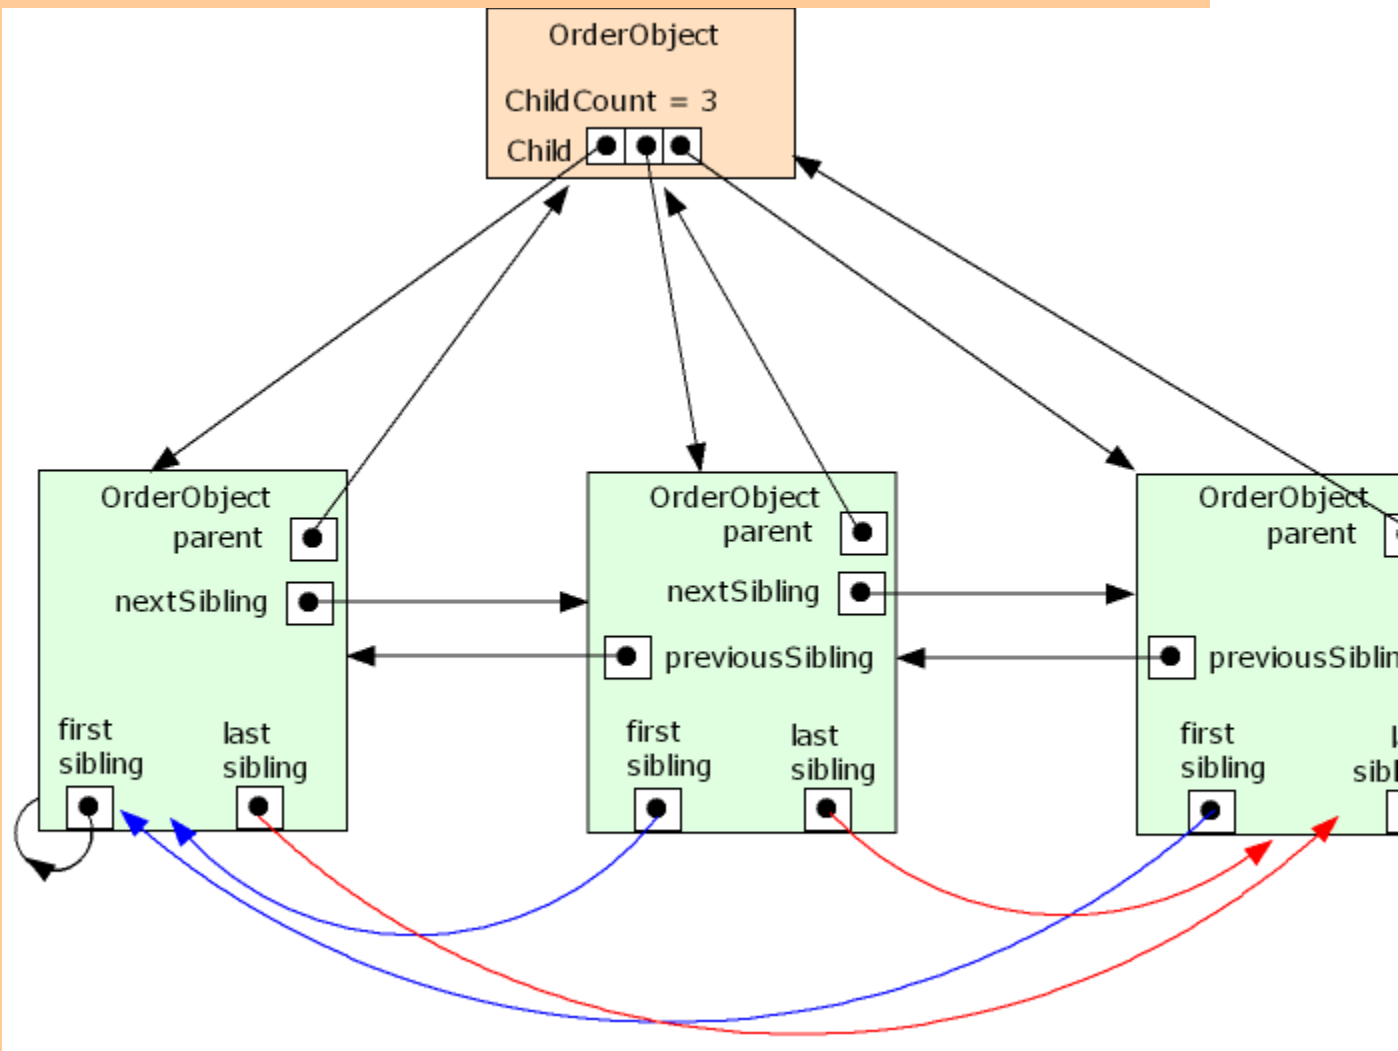 OrderObject
ChildCount = 3
Child
OrderObject
parent
nextSibling
first
sibling
last
sibling
OrderObject
parent
nextSibling
previousSibling
first
sibling
last
sibling
OrderObject
parent
previousSiblin
first
sibling